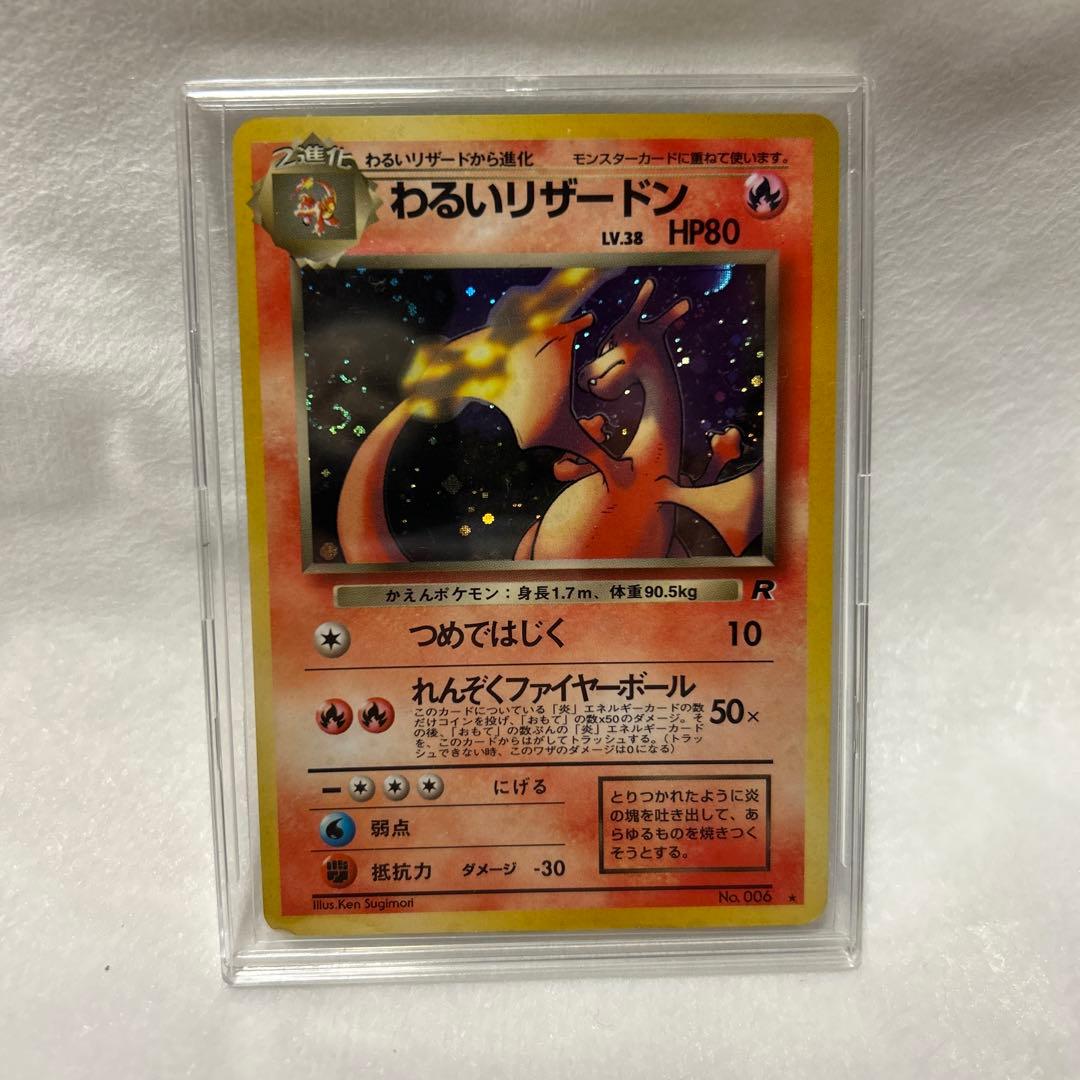 2進化
わるいリザードから進化 モンスターカードに重ねて使います。
わるいリザードン
LV.38 HP80
かえんポケモン：身長1.7m、体重90.5kg R
つめではじく 10
れんぞくファイヤーボール
このカードについている「炎」エネルギーカードの数
だけコインを投げ、「おもて」の数x50のダメージ。そ
の後、「おもて」の数ぶんの「炎」エネルギーカード
を、このカードからはがしてトラッシュする。（トラッ
シュできない時、このワザのダメージは0になる）
50×
にげる
弱点
抵抗力 ダメージ -30
とりつかれたように炎
の塊を吐き出して、あ
らゆるものを焼きつく
そうとする。
Illus.Ken Sugimori
No. 006 ★